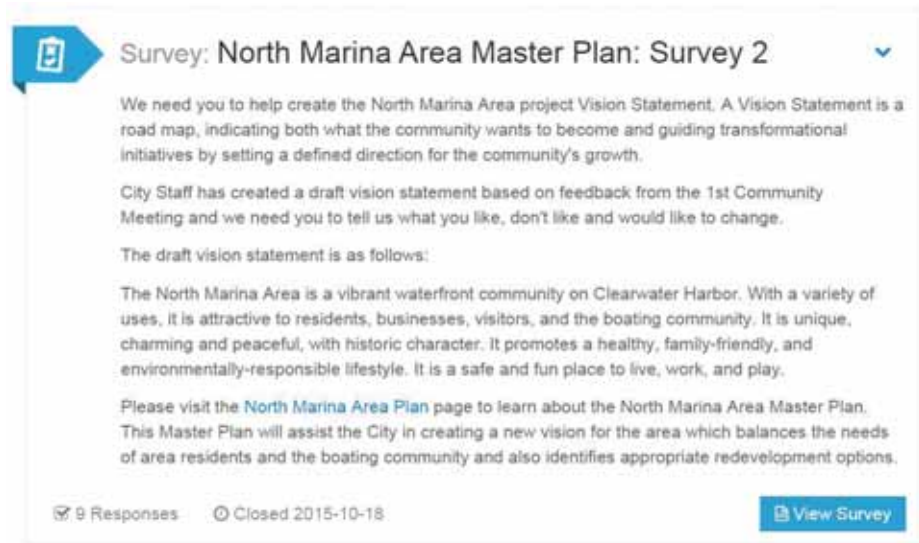 Survey: North Marina Area Master Plan: Survey 2
We need you to help create the North Marina Area project Vision Statement. A Vision Statement is a
road map, indicating both what the community wants to become and guiding transformational
initiatives by setting a defined direction for the community's growth.
City Staff has created a draft vision statement based on feedback from the 1st Community
Meeting and we need you to tell us what you like, don't like and would like to change.
The draft vision statement is as follows:
The North Marina Area is a vibrant waterfront community on Clearwater Harbor. With a variety of
uses, it is attractive to residents, businesses, visitors, and the boating community. It is unique,
charming and peaceful, with historic character. It promotes a healthy, family-friendly, and
environmentally-responsible lifestyle. It is a safe and fun place to live, work, and play.
Please visit the North Marina Area Plan page to learn about the North Marina Area Master Plan.
This Master Plan will assist the City in creating a new vision for the area which balances the needs
of area residents and the boating community and also identifies appropriate redevelopment options.
9 Responses Closed 2015-10-18 View Survey